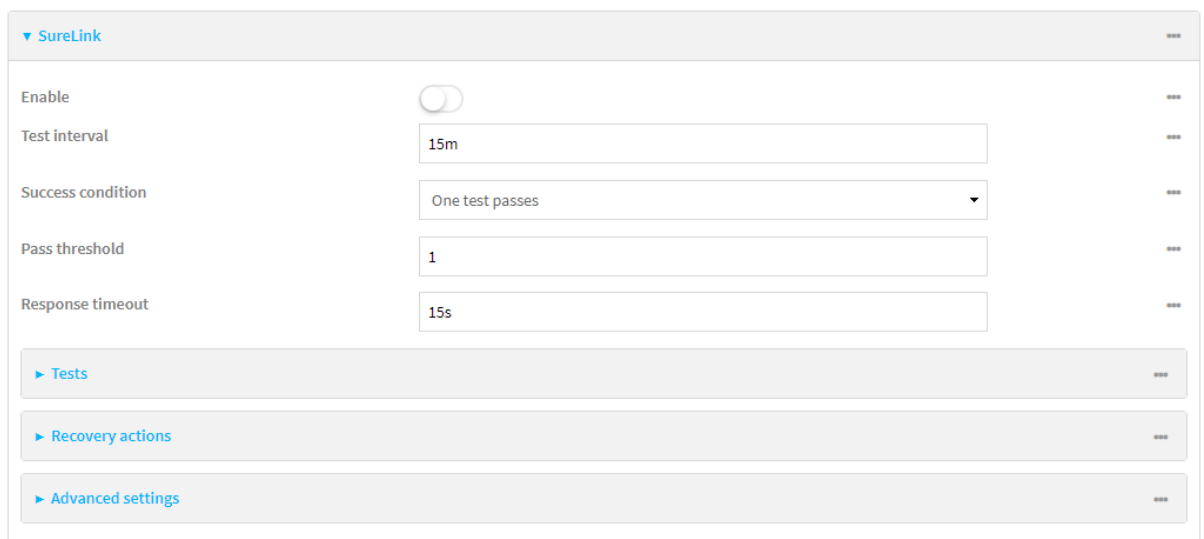 SureLink
Enable
Test interval
15m
Success condition
One test passes
Pass threshold
1
Response timeout
15s
Tests
Recovery actions
Advanced settings